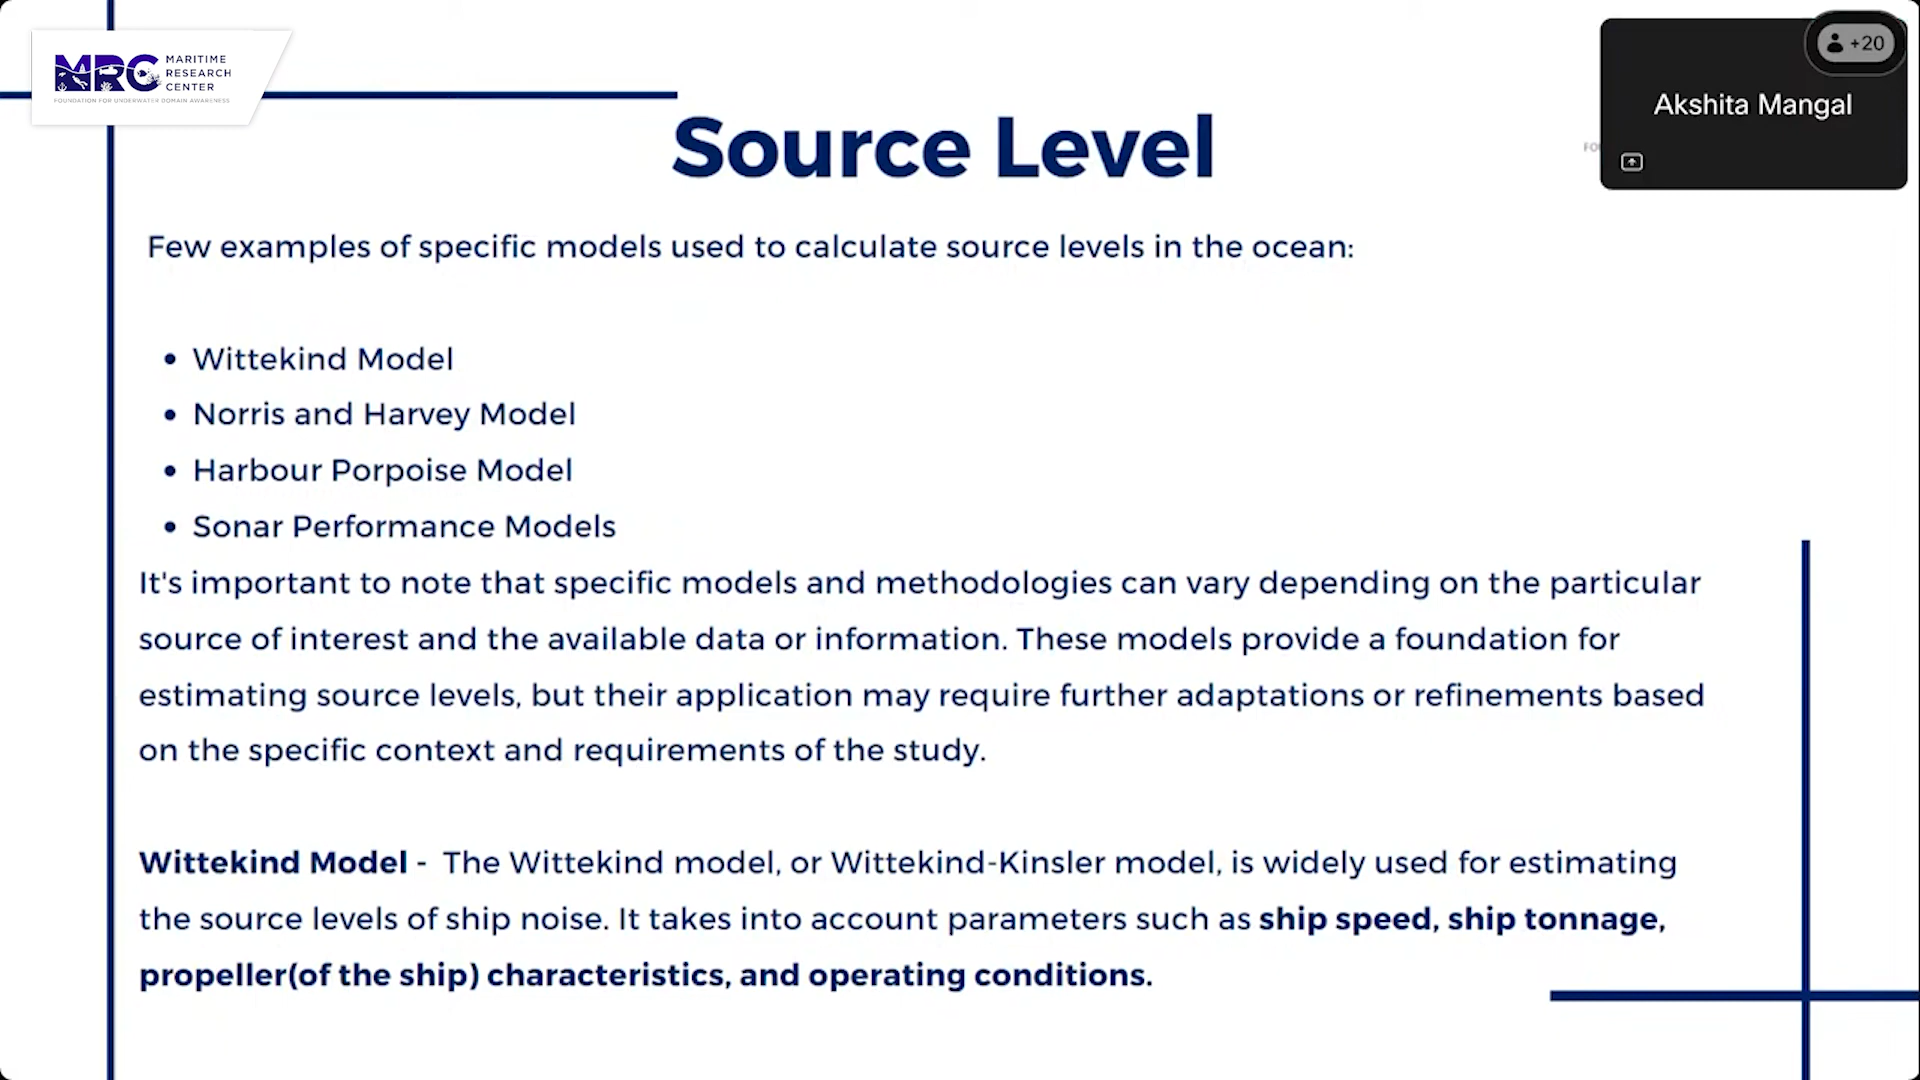 MRC MARITIME
RESEARCH
CENTER
FOUNDATION FOR UNDERWATER DOMAIN AWARENESS
+20
Akshita Mangal
FO
Source Level
Few examples of specific models used to calculate source levels in the ocean:
• Wittekind Model
• Norris and Harvey Model
• Harbour Porpoise Model
• Sonar Performance Models
It's important to note that specific models and methodologies can vary depending on the particular
source of interest and the available data or information. These models provide a foundation for
estimating source levels, but their application may require further adaptations or refinements based
on the specific context and requirements of the study.
Wittekind Model - The Wittekind model, or Wittekind-Kinsler model, is widely used for estimating
the source levels of ship noise. It takes into account parameters such as ship speed, ship tonnage,
propeller(of the ship) characteristics, and operating conditions.